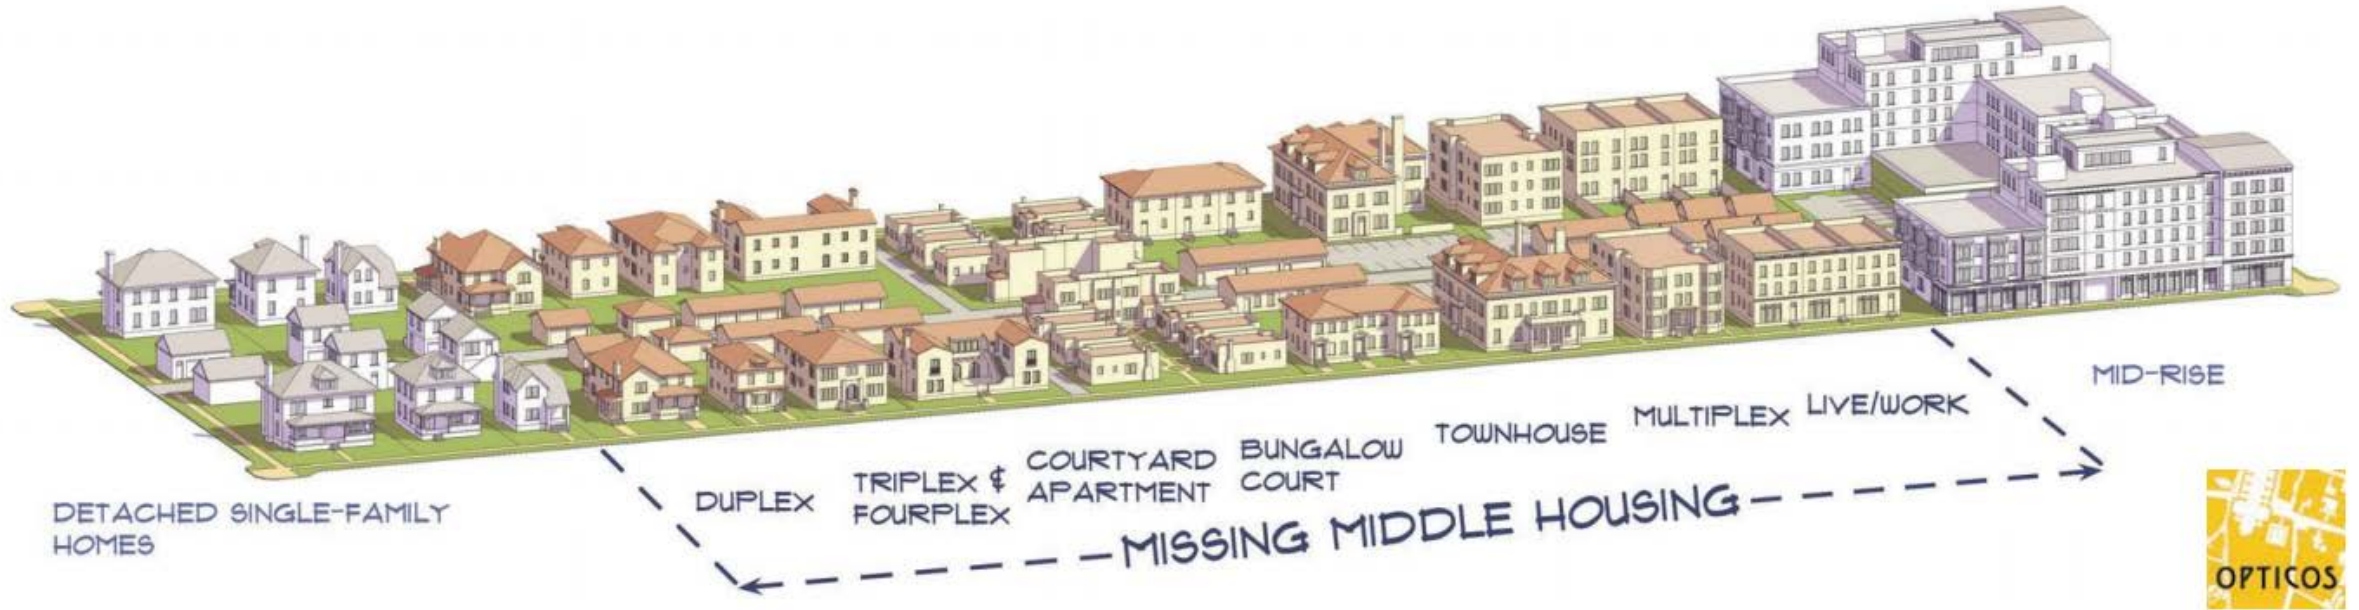 DETACHED SINGLE-FAMILY
HOMES
DUPLEX
TRIPLEX &
FOURPLEX
COURTYARD
APARTMENT
BUNGALOW
COURT
TOWNHOUSE
MULTIPLEX
LIVE/WORK
MID-RISE
MISSING MIDDLE HOUSING
OPTICOS